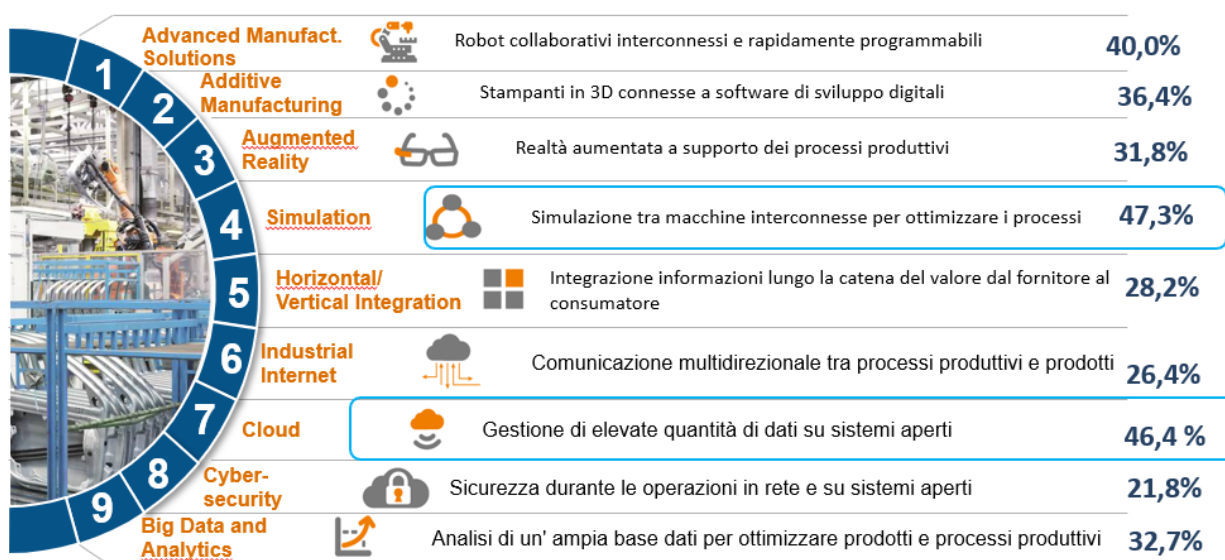 1
Advanced Manufact.
Solutions
Robot collaborativi interconnessi e rapidamente programmabili
40,0%
2
Additive
Manufacturing
Stampanti in 3D connesse a software di sviluppo digitali
36,4%
3
Augmented
Reality
Realtà aumentata a supporto dei processi produttivi
31,8%
4
Simulation
Simulazione tra macchine interconnesse per ottimizzare i processi
47,3%
5
Horizontal/
Vertical Integration
Integrazione informazioni lungo la catena del valore dal fornitore al
consumatore
28,2%
6
Industrial
Internet
Comunicazione multidirezionale tra processi produttivi e prodotti
26,4%
7
Cloud
Gestione di elevate quantità di dati su sistemi aperti
46,4 %
8
Cyber-
security
Sicurezza durante le operazioni in rete e su sistemi aperti
21,8%
9
Big Data and
Analytics
Analisi di un' ampia base dati per ottimizzare prodotti e processi produttivi
32,7%